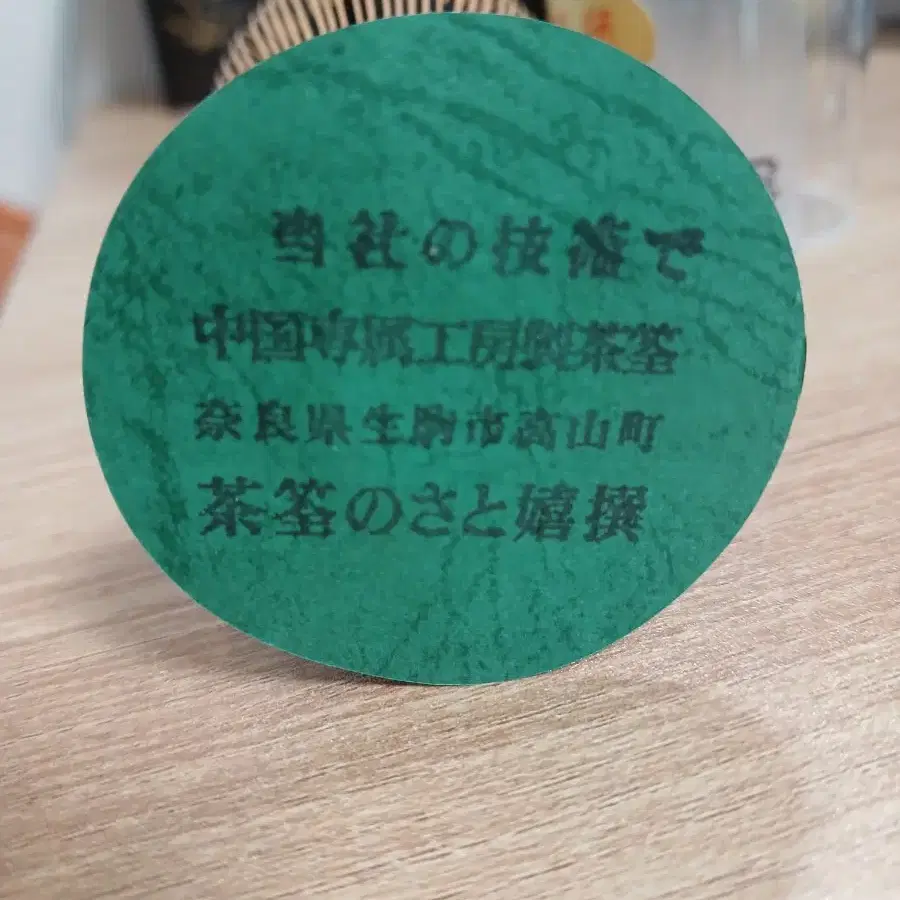 当社の技藩で
中国専属工房製茶筌
奈良県生駒市高山町
茶筌のさと嬉撰